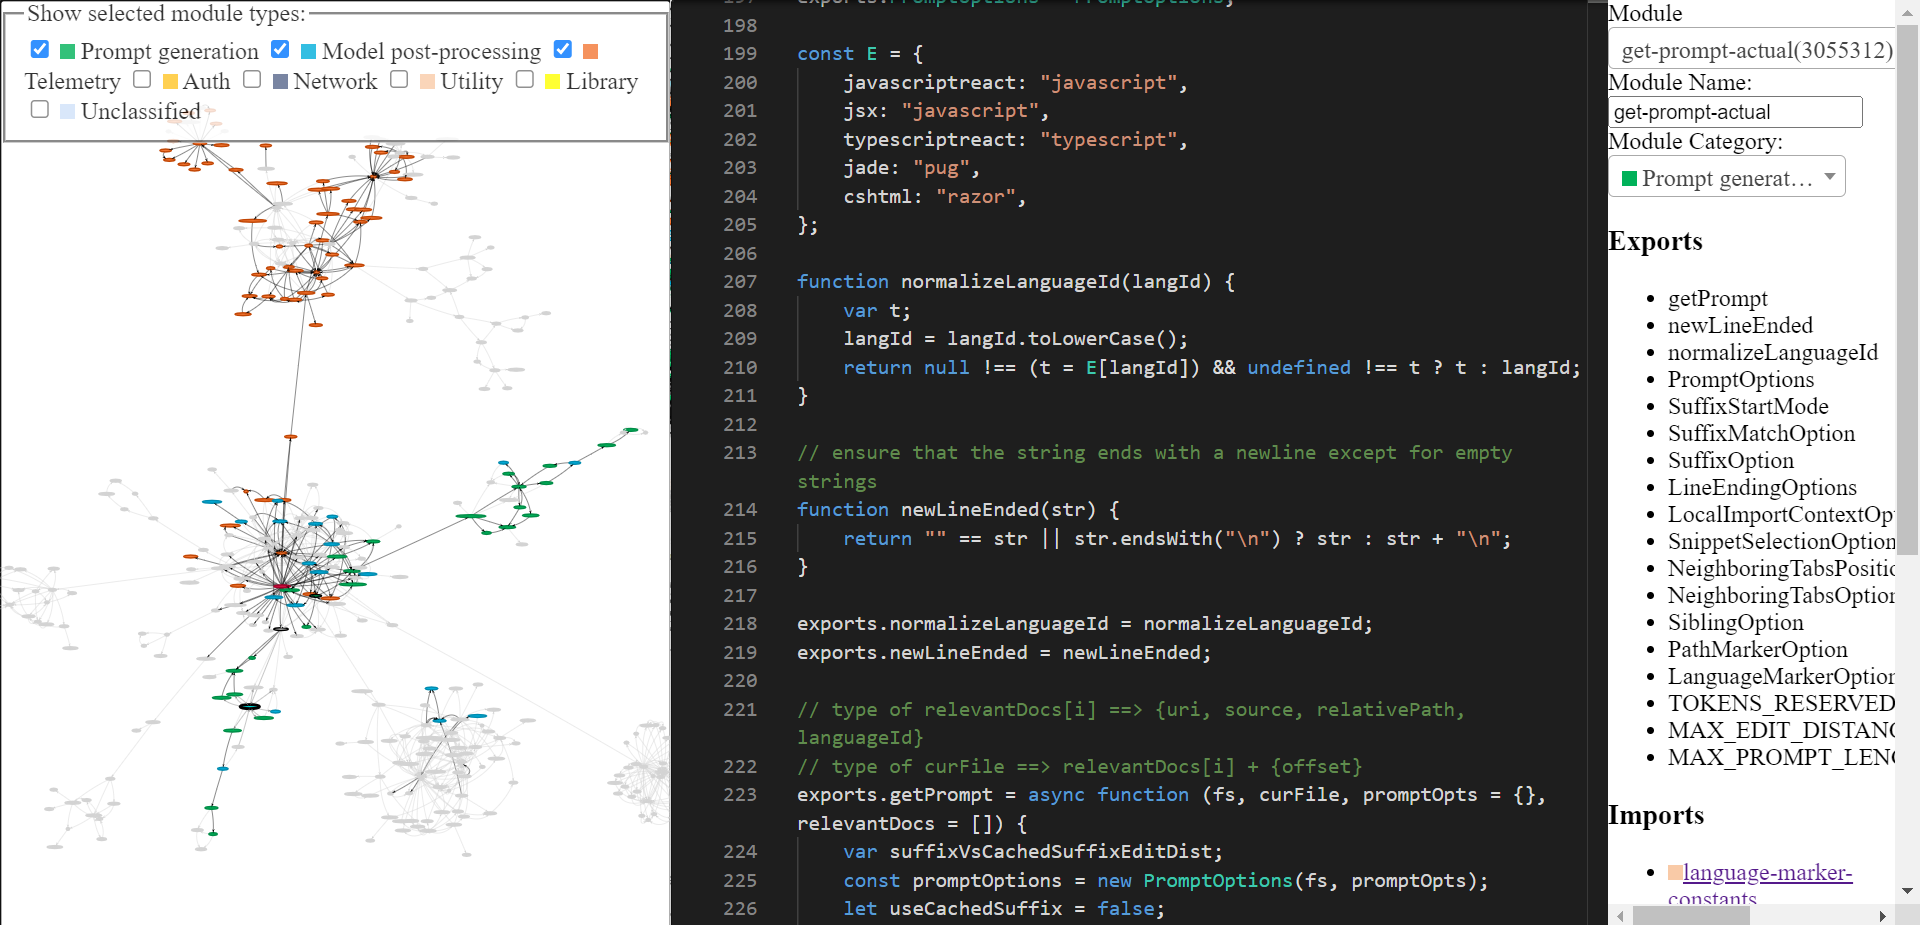 Show selected module types:
Prompt generation Model post-processing
Telemetry Auth Network Utility Library
Unclassified
198
199 const E = {
200 javascriptreact: "javascript",
201 jsx: "javascript",
202 typescriptreact: "typescript",
203 jade: "pug",
204 cshtml: "razor",
205 };
206
207 function normalizeLanguageId(langId) {
208 var t;
209 langId = langId.toLowerCase();
210 return null !== (t = E[langId]) && undefined !== t ? t : langId;
211 }
212
213 // ensure that the string ends with a newline except for empty
strings
214 function newLineEnded(str) {
215 return "" == str || str.endsWith("\n") ? str : str + "\n";
216 }
217
218 exports.normalizeLanguageId = normalizeLanguageId;
219 exports.newLineEnded = newLineEnded;
220
221 // type of relevantDocs[i] ==> {uri, source, relativePath,
languageId}
222 // type of curFile ==> relevantDocs[i] + {offset}
223 exports.getPrompt = async function (fs, curFile, promptOpts = {},
relevantDocs = []) {
224 var suffixVsCachedSuffixEditDist;
225 const promptOptions = new PromptOptions(fs, promptOpts);
226 let useCachedSuffix = false;
Module
get-prompt-actual(3055312)
Module Name:
get-prompt-actual
Module Category:
Prompt generat...
Exports
getPrompt
newLineEnded
normalizeLanguageId
PromptOptions
SuffixStartMode
SuffixMatchOption
SuffixOption
LineEndingOptions
LocalImportContextOp
SnippetSelectionOption
NeighboringTabsPositio
NeighboringTabsOption
SiblingOption
PathMarkerOption
LanguageMarkerOption
TOKENS_RESERVED
MAX_EDIT_DISTANC
MAX_PROMPT_LENG
Imports
language-marker-
constants